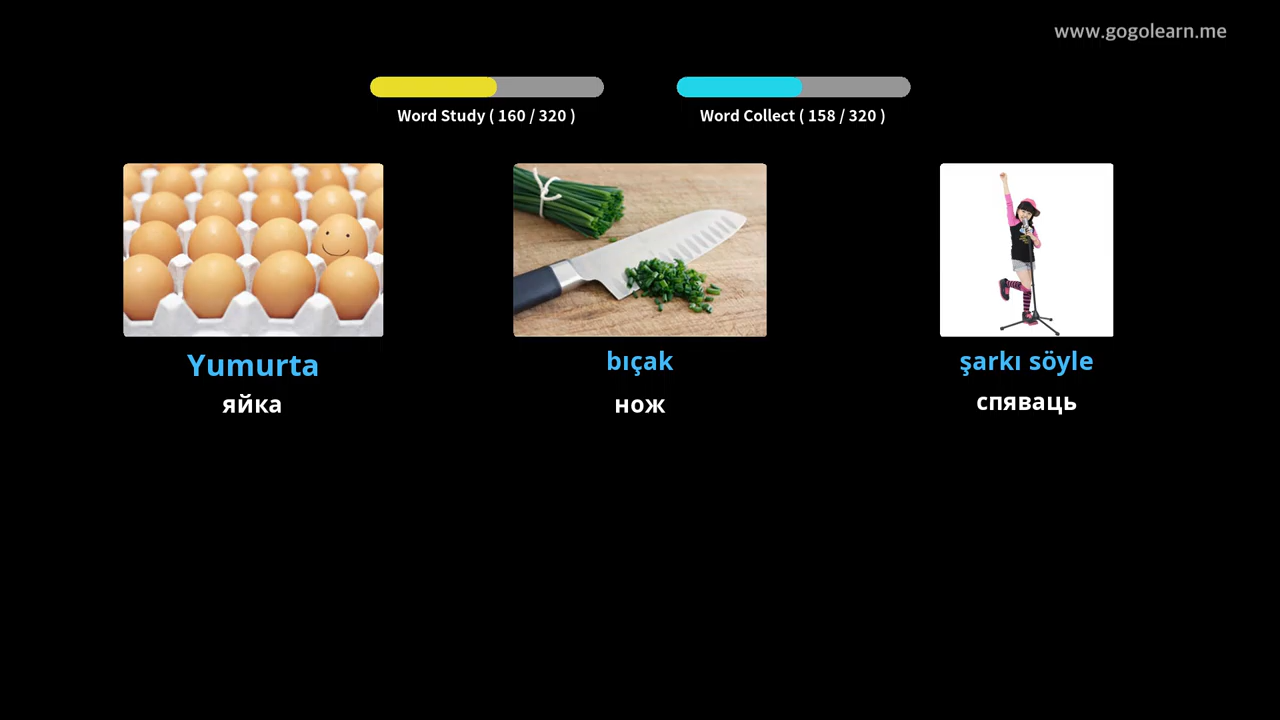 www.gogolearn.me
Word Study ( 160 / 320 )
Word Collect ( 158 / 320 )
Yumurta
яйка
bıçak
нож
şarkı söyle
спяваць